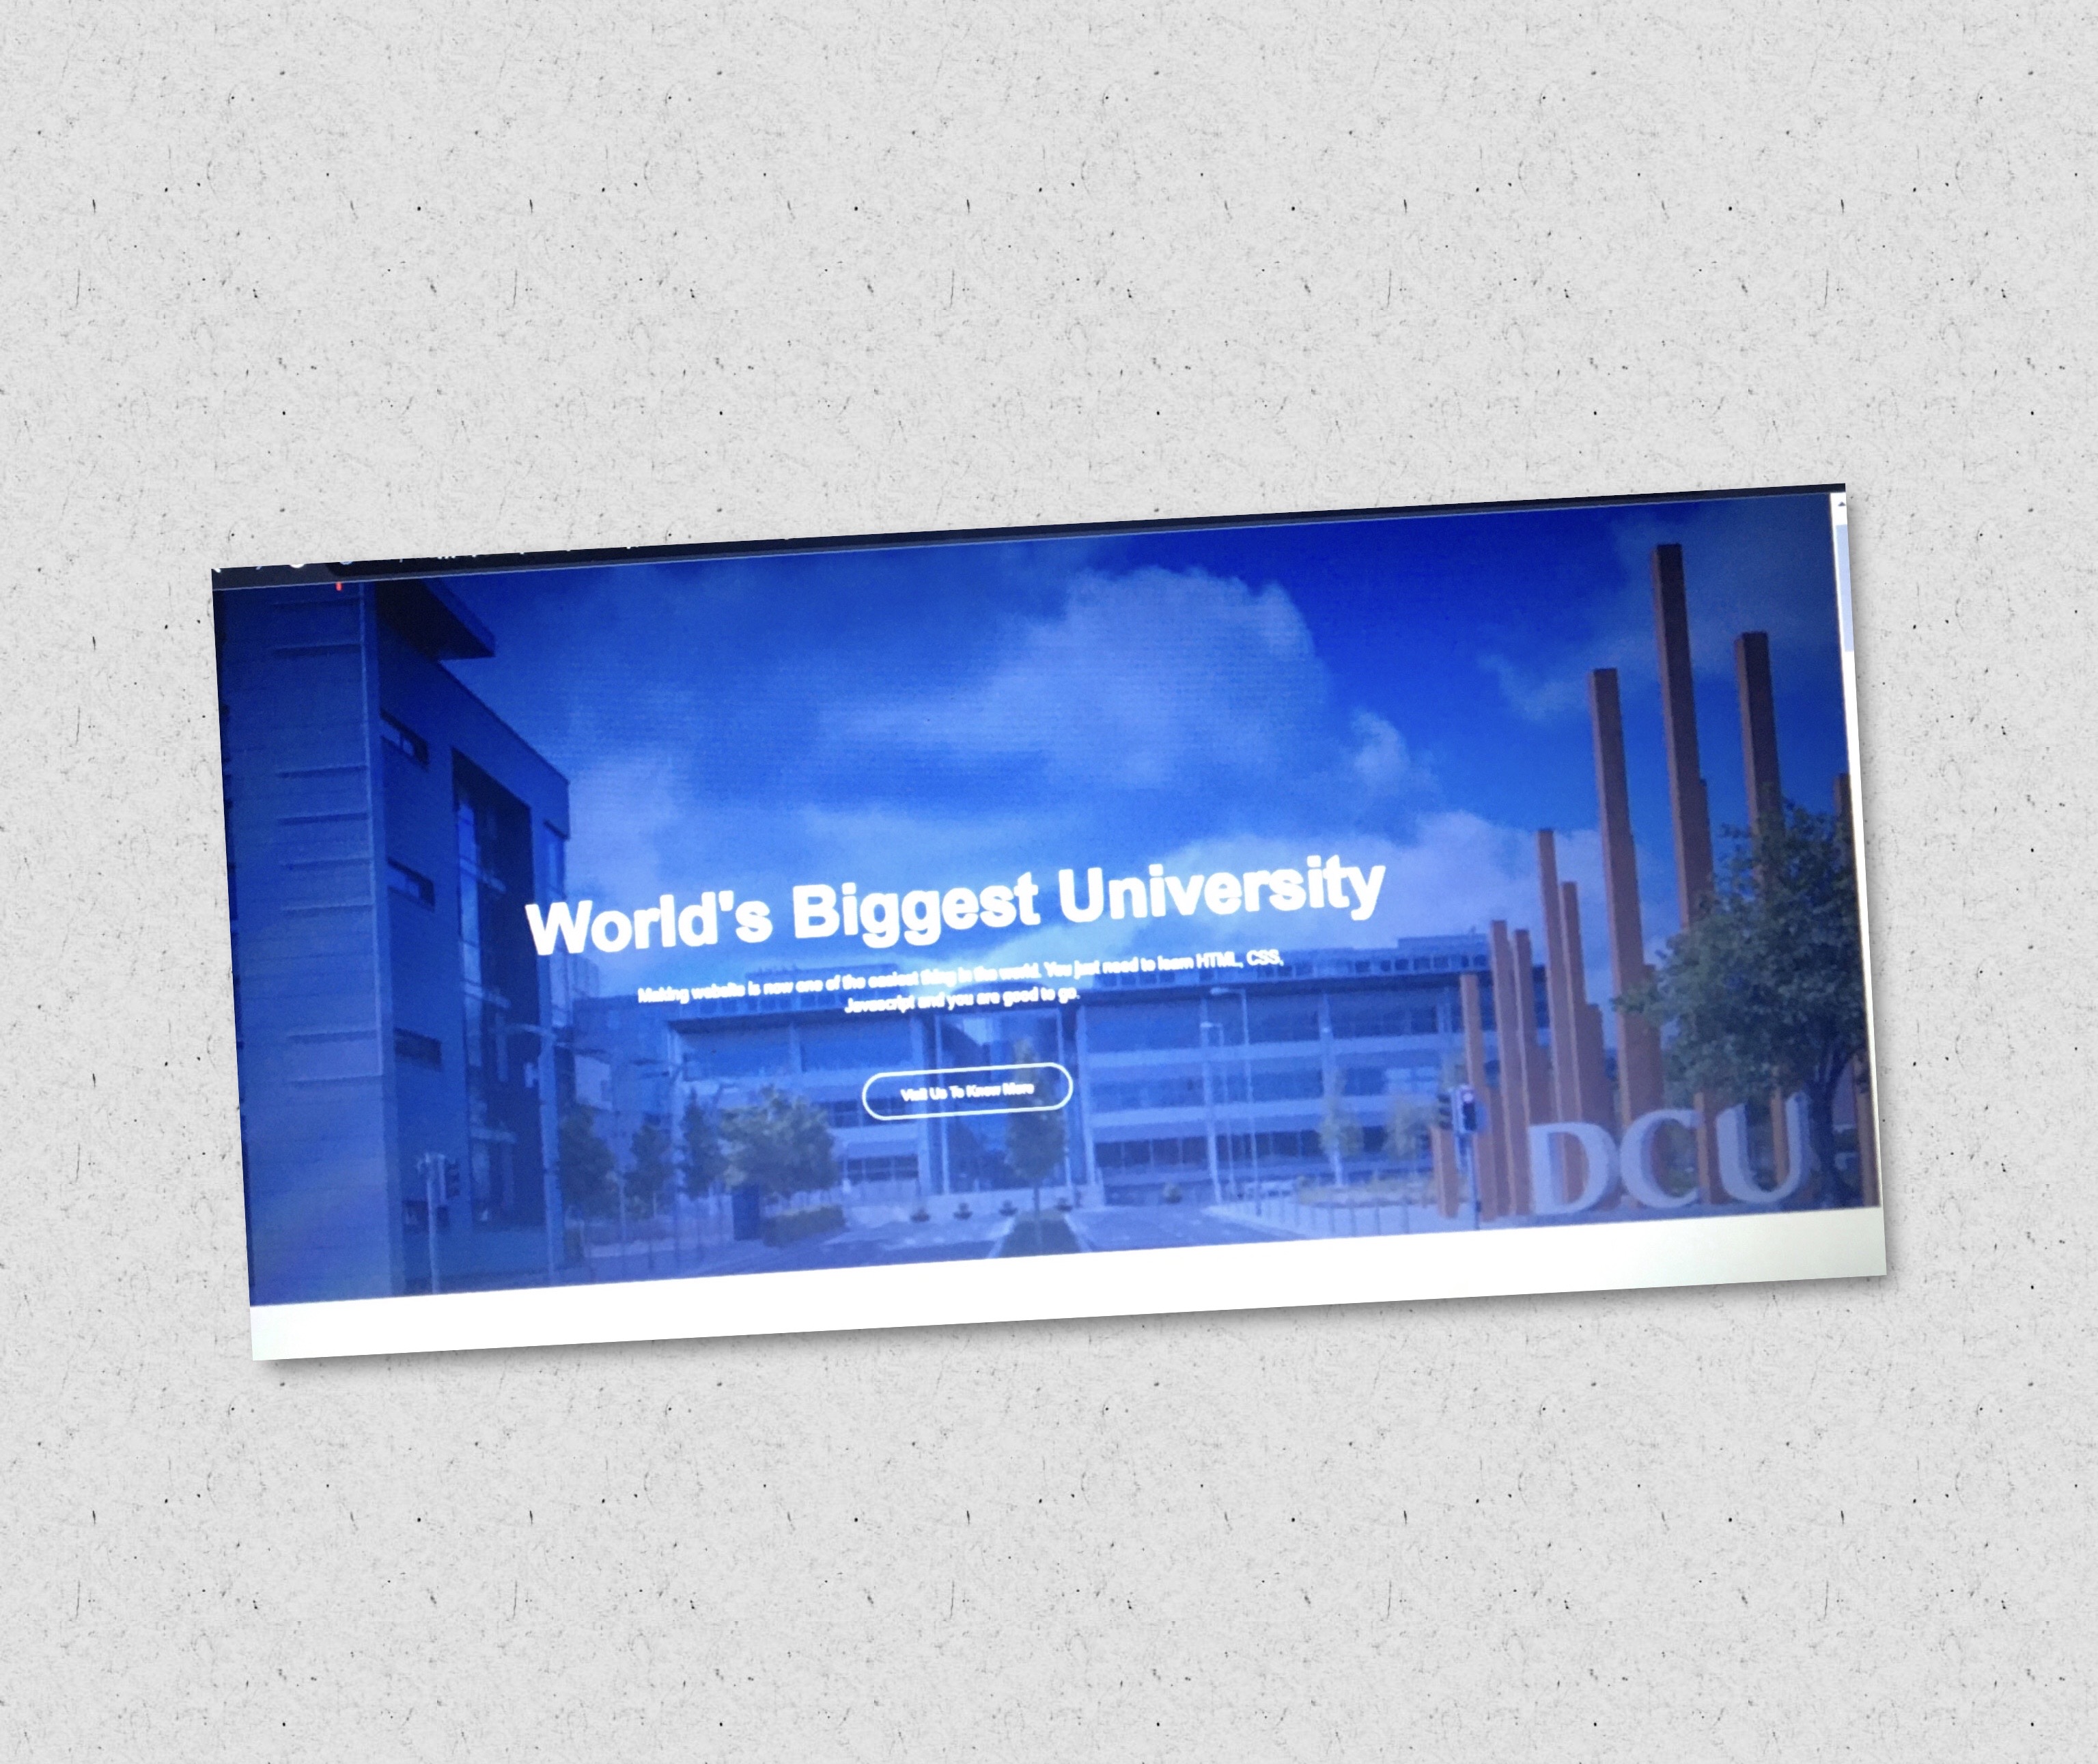 World's Biggest University
Making website is now one of the easiest thing in the world. You just need to learn HTML, CSS,
Javascript and you are good to go.
Visit Us To Know More
DCU